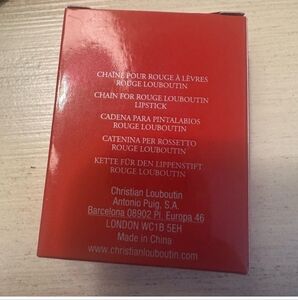 CHAÎNE POUR ROUGE À LÈVRES
ROUGE LOUBOUTIN
CHAIN FOR ROUGE LOUBOUTIN
LIPSTICK
CADENA PARA PINTALABIOS
ROUGE LOUBOUTIN
CATENINA PER ROSSETTO
ROUGE LOUBOUTIN
KETTE FÜR DEN LIPPENSTIFT
ROUGE LOUBOUTIN
Christian Louboutin
Antonio Puig, S.A.
Barcelona 08902 Pl. Europa 46
LONDON WC1B 5EH
Made in China
www.christianlouboutin.com